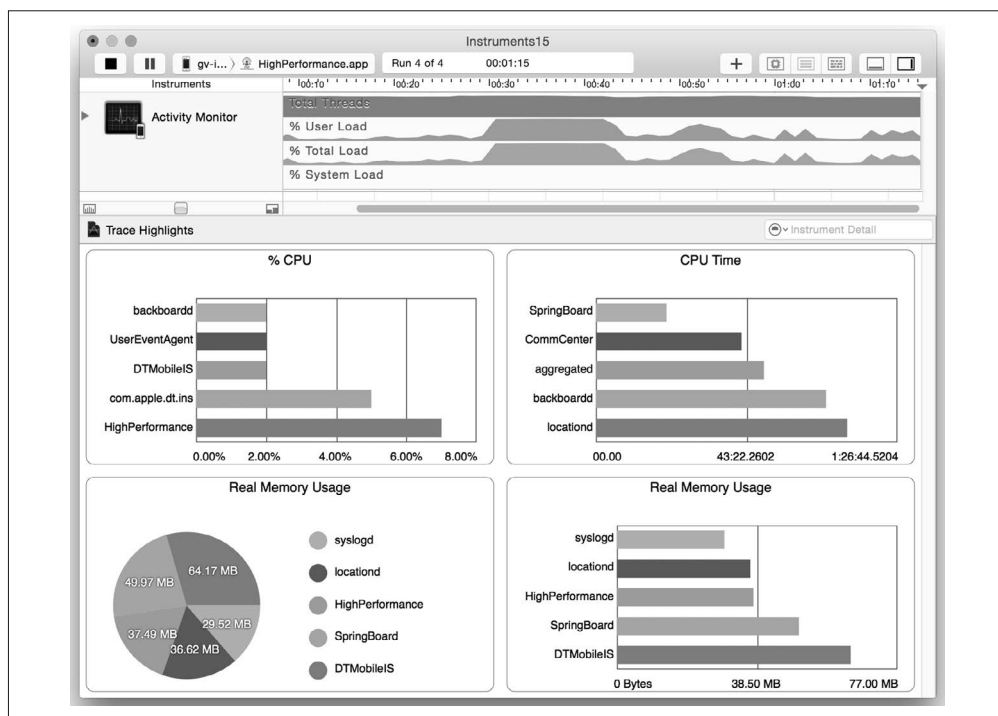 Instruments15
gv-i... 〉 HighPerformance.app
Run 4 of 4 00:01:15
Instruments
00:10 00:20 00:30 00:40 00:50 01:00 01:10
Activity Monitor
Total Threads
% User Load
% Total Load
% System Load
Trace Highlights
Instrument Detail
% CPU
backboardd
UserEventAgent
DTMobileIS
com.apple.dt.ins
HighPerformance
0.00% 2.00% 4.00% 6.00% 8.00%
CPU Time
SpringBoard
CommCenter
aggregated
backboardd
locationd
00.00 43:22.2602 1:26:44.5204
Real Memory Usage
64.17 MB
49.97 MB
29.52 MB
37.49 MB
36.62 MB
syslogd
locationd
HighPerformance
SpringBoard
DTMobileIS
Real Memory Usage
syslogd
locationd
HighPerformance
SpringBoard
DTMobileIS
0 Bytes 38.50 MB 77.00 MB